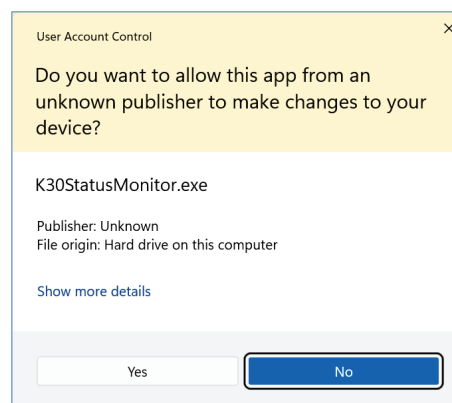 User Account Control
Do you want to allow this app from an
unknown publisher to make changes to your
device?
K30StatusMonitor.exe
Publisher: Unknown
File origin: Hard drive on this computer
Show more details
Yes
No